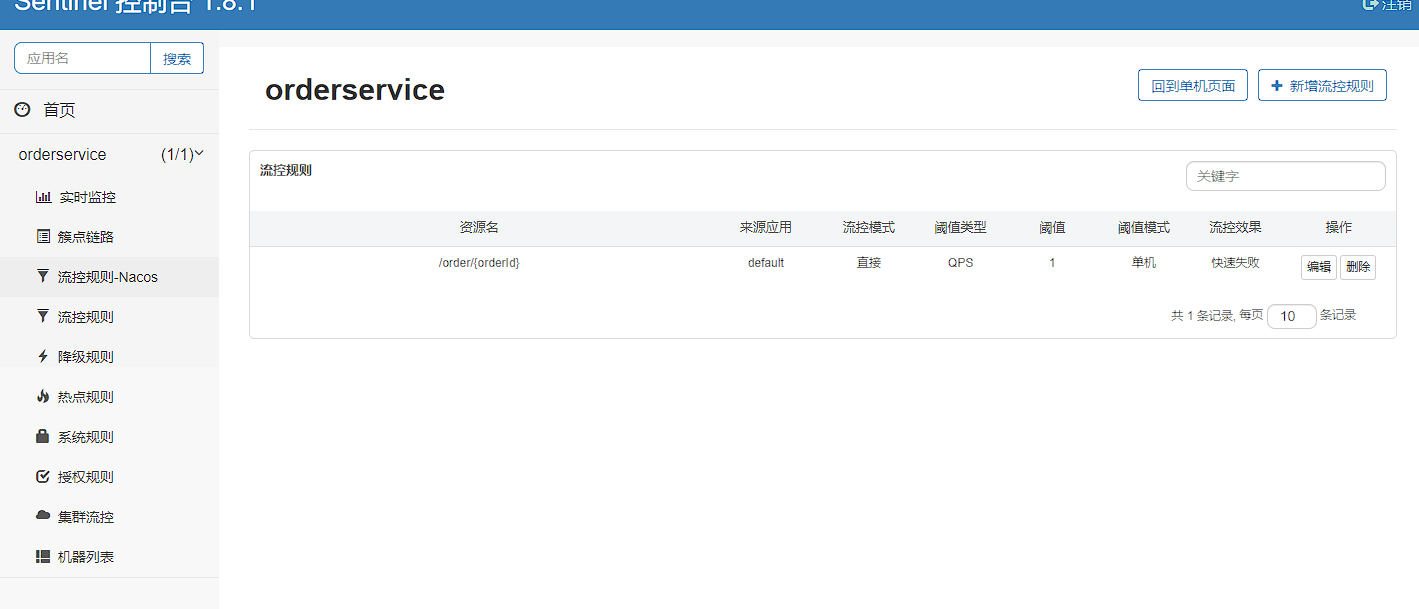 Sentinel 控制台 1.8.1
注销
应用名 搜索
首页
orderservice (1/1)
实时监控
簇点链路
流控规则-Nacos
流控规则
降级规则
热点规则
系统规则
授权规则
集群流控
机器列表
orderservice
回到单机页面 新增流控规则
流控规则
关键字
资源名 来源应用 流控模式 阈值类型 阈值 阈值模式 流控效果 操作
/order/{orderId} default 直接 QPS 1 单机 快速失败 编辑 删除
共 1 条记录, 每页 10 条记录